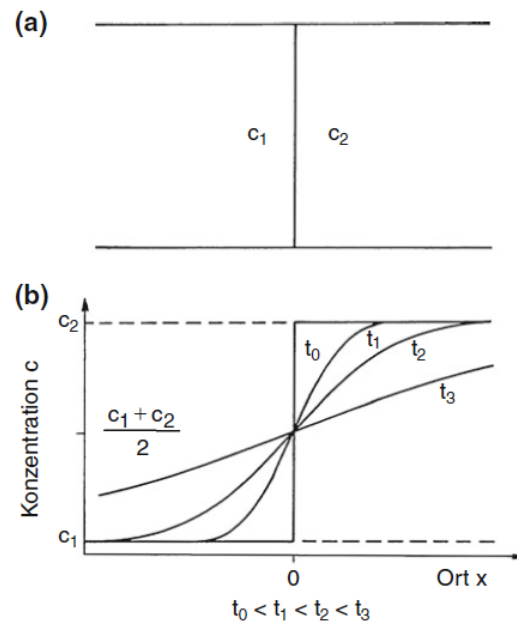 (a)
c₁ c₂
(b)
c₂
t₀ t₁ t₂
t₃
c₁ + c₂
2
Konzentration c
c₁
0 Ort x
t₀ < t₁ < t₂ < t₃